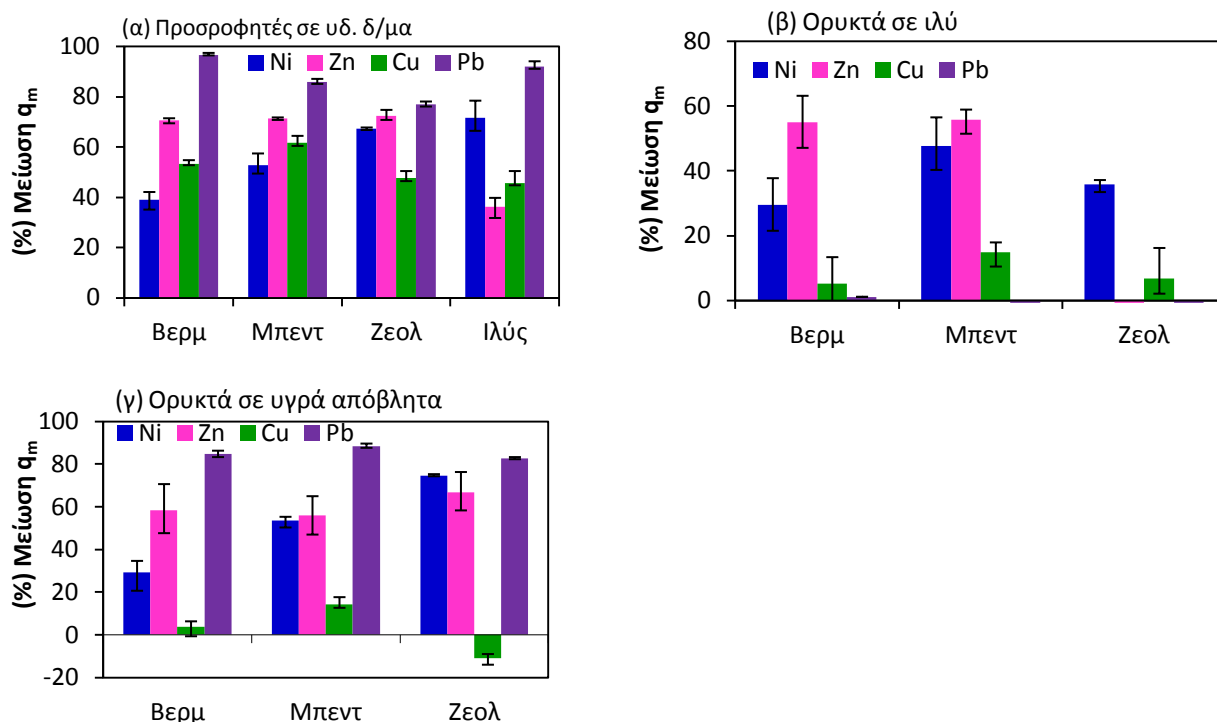 (α) Προσροφητές σε υδ. δ/μα
Ni Zn Cu Pb
(%) Μείωση qm
100
80
60
40
20
0
Βερμ Μπεντ Ζεολ Ιλύς
(β) Ορυκτά σε ιλύ
Ni Zn Cu Pb
(%) Μείωση qm
80
60
40
20
0
Βερμ Μπεντ Ζεολ
(γ) Ορυκτά σε υγρά απόβλητα
Ni Zn Cu Pb
(%) Μείωση qm
100
80
60
40
20
0
-20
Βερμ Μπεντ Ζεολ